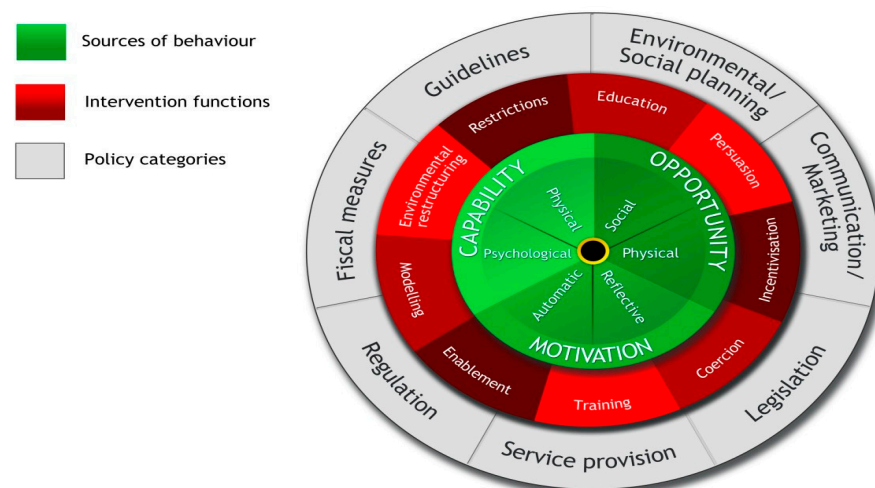 Sources of behaviour
Intervention functions
Policy categories
Guidelines
Environmental/
Social planning
Communication/
Marketing
Legislation
Service provision
Regulation
Fiscal measures
Restrictions
Education
Persuasion
Incentivisation
Coercion
Training
Enablement
Modelling
Environmental
restructuring
CAPABILITY
OPPORTUNITY
MOTIVATION
Physical
Social
Psychological
Physical
Automatic
Reflective